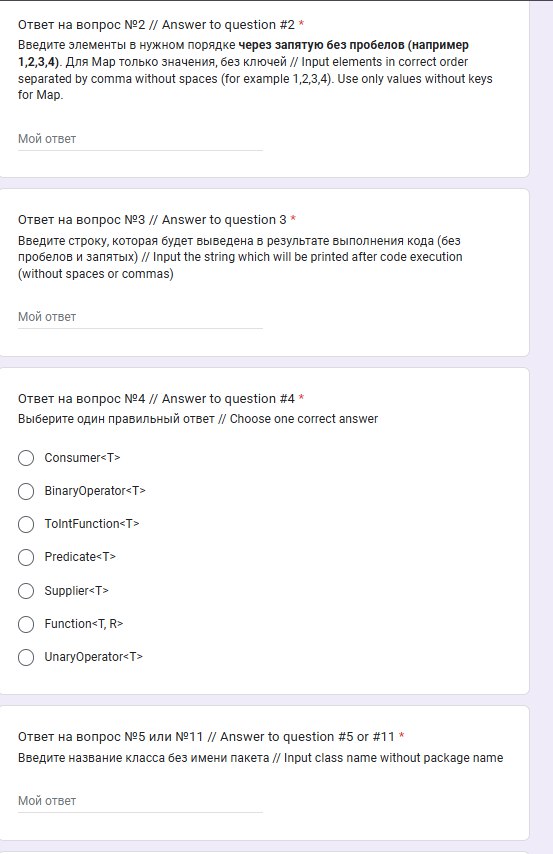 Ответ на вопрос №2 // Answer to question #2 *
Введите элементы в нужном порядке через запятую без пробелов (например
1,2,3,4). Для Map только значения, без ключей // Input elements in correct order
separated by comma without spaces (for example 1,2,3,4). Use only values without keys
for Map.
Мой ответ
Ответ на вопрос №3 // Answer to question 3 *
Введите строку, которая будет выведена в результате выполнения кода (без
пробелов и запятых) // Input the string which will be printed after code execution
(without spaces or commas)
Мой ответ
Ответ на вопрос №4 // Answer to question #4 *
Выберите один правильный ответ // Choose one correct answer
Consumer<T>
BinaryOperator<T>
ToIntFunction<T>
Predicate<T>
Supplier<T>
Function<T, R>
UnaryOperator<T>
Ответ на вопрос №5 или №11 // Answer to question #5 or #11 *
Введите название класса без имени пакета // Input class name without package name
Мой ответ